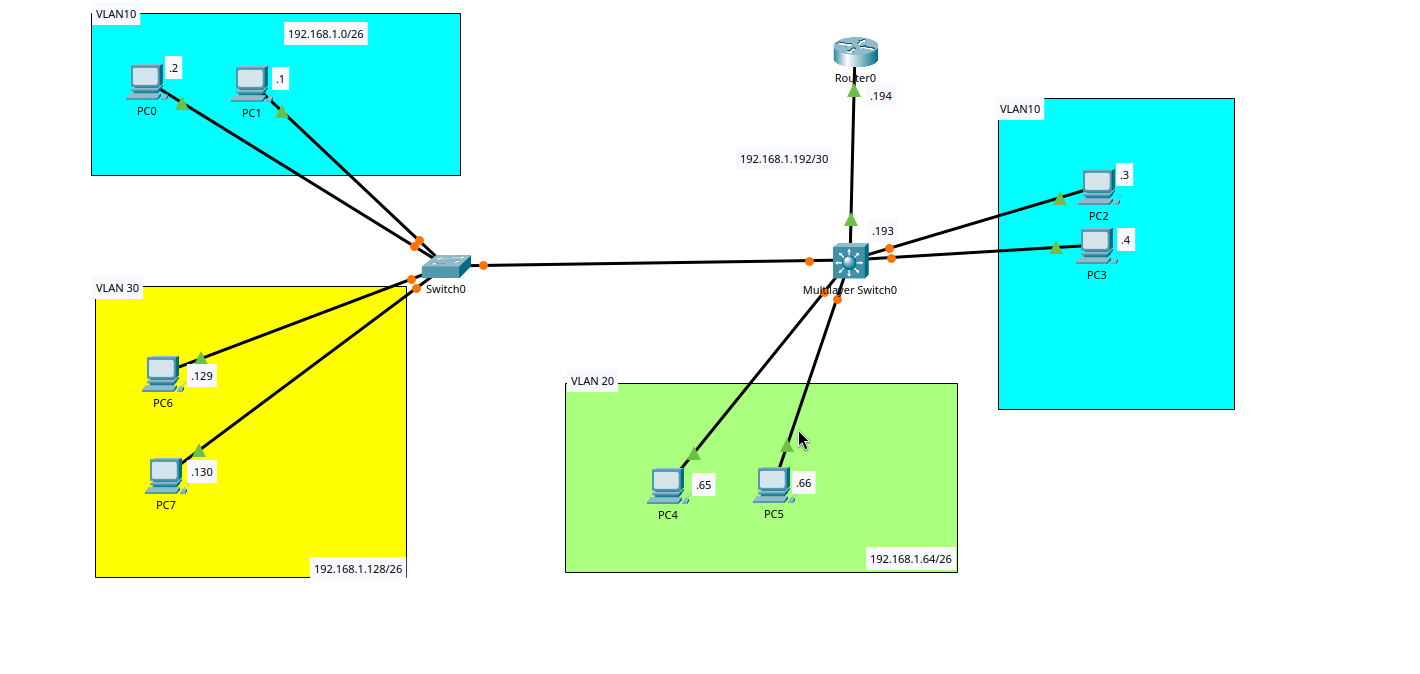 VLAN10
192.168.1.0/26
.2
.1
PC0
PC1
Router0
.194
192.168.1.192/30
.193
VLAN10
.3
PC2
.4
PC3
Switch0
Multilayer Switch0
VLAN 30
.129
PC6
.130
PC7
192.168.1.128/26
VLAN 20
.65
.66
PC4
PC5
192.168.1.64/26